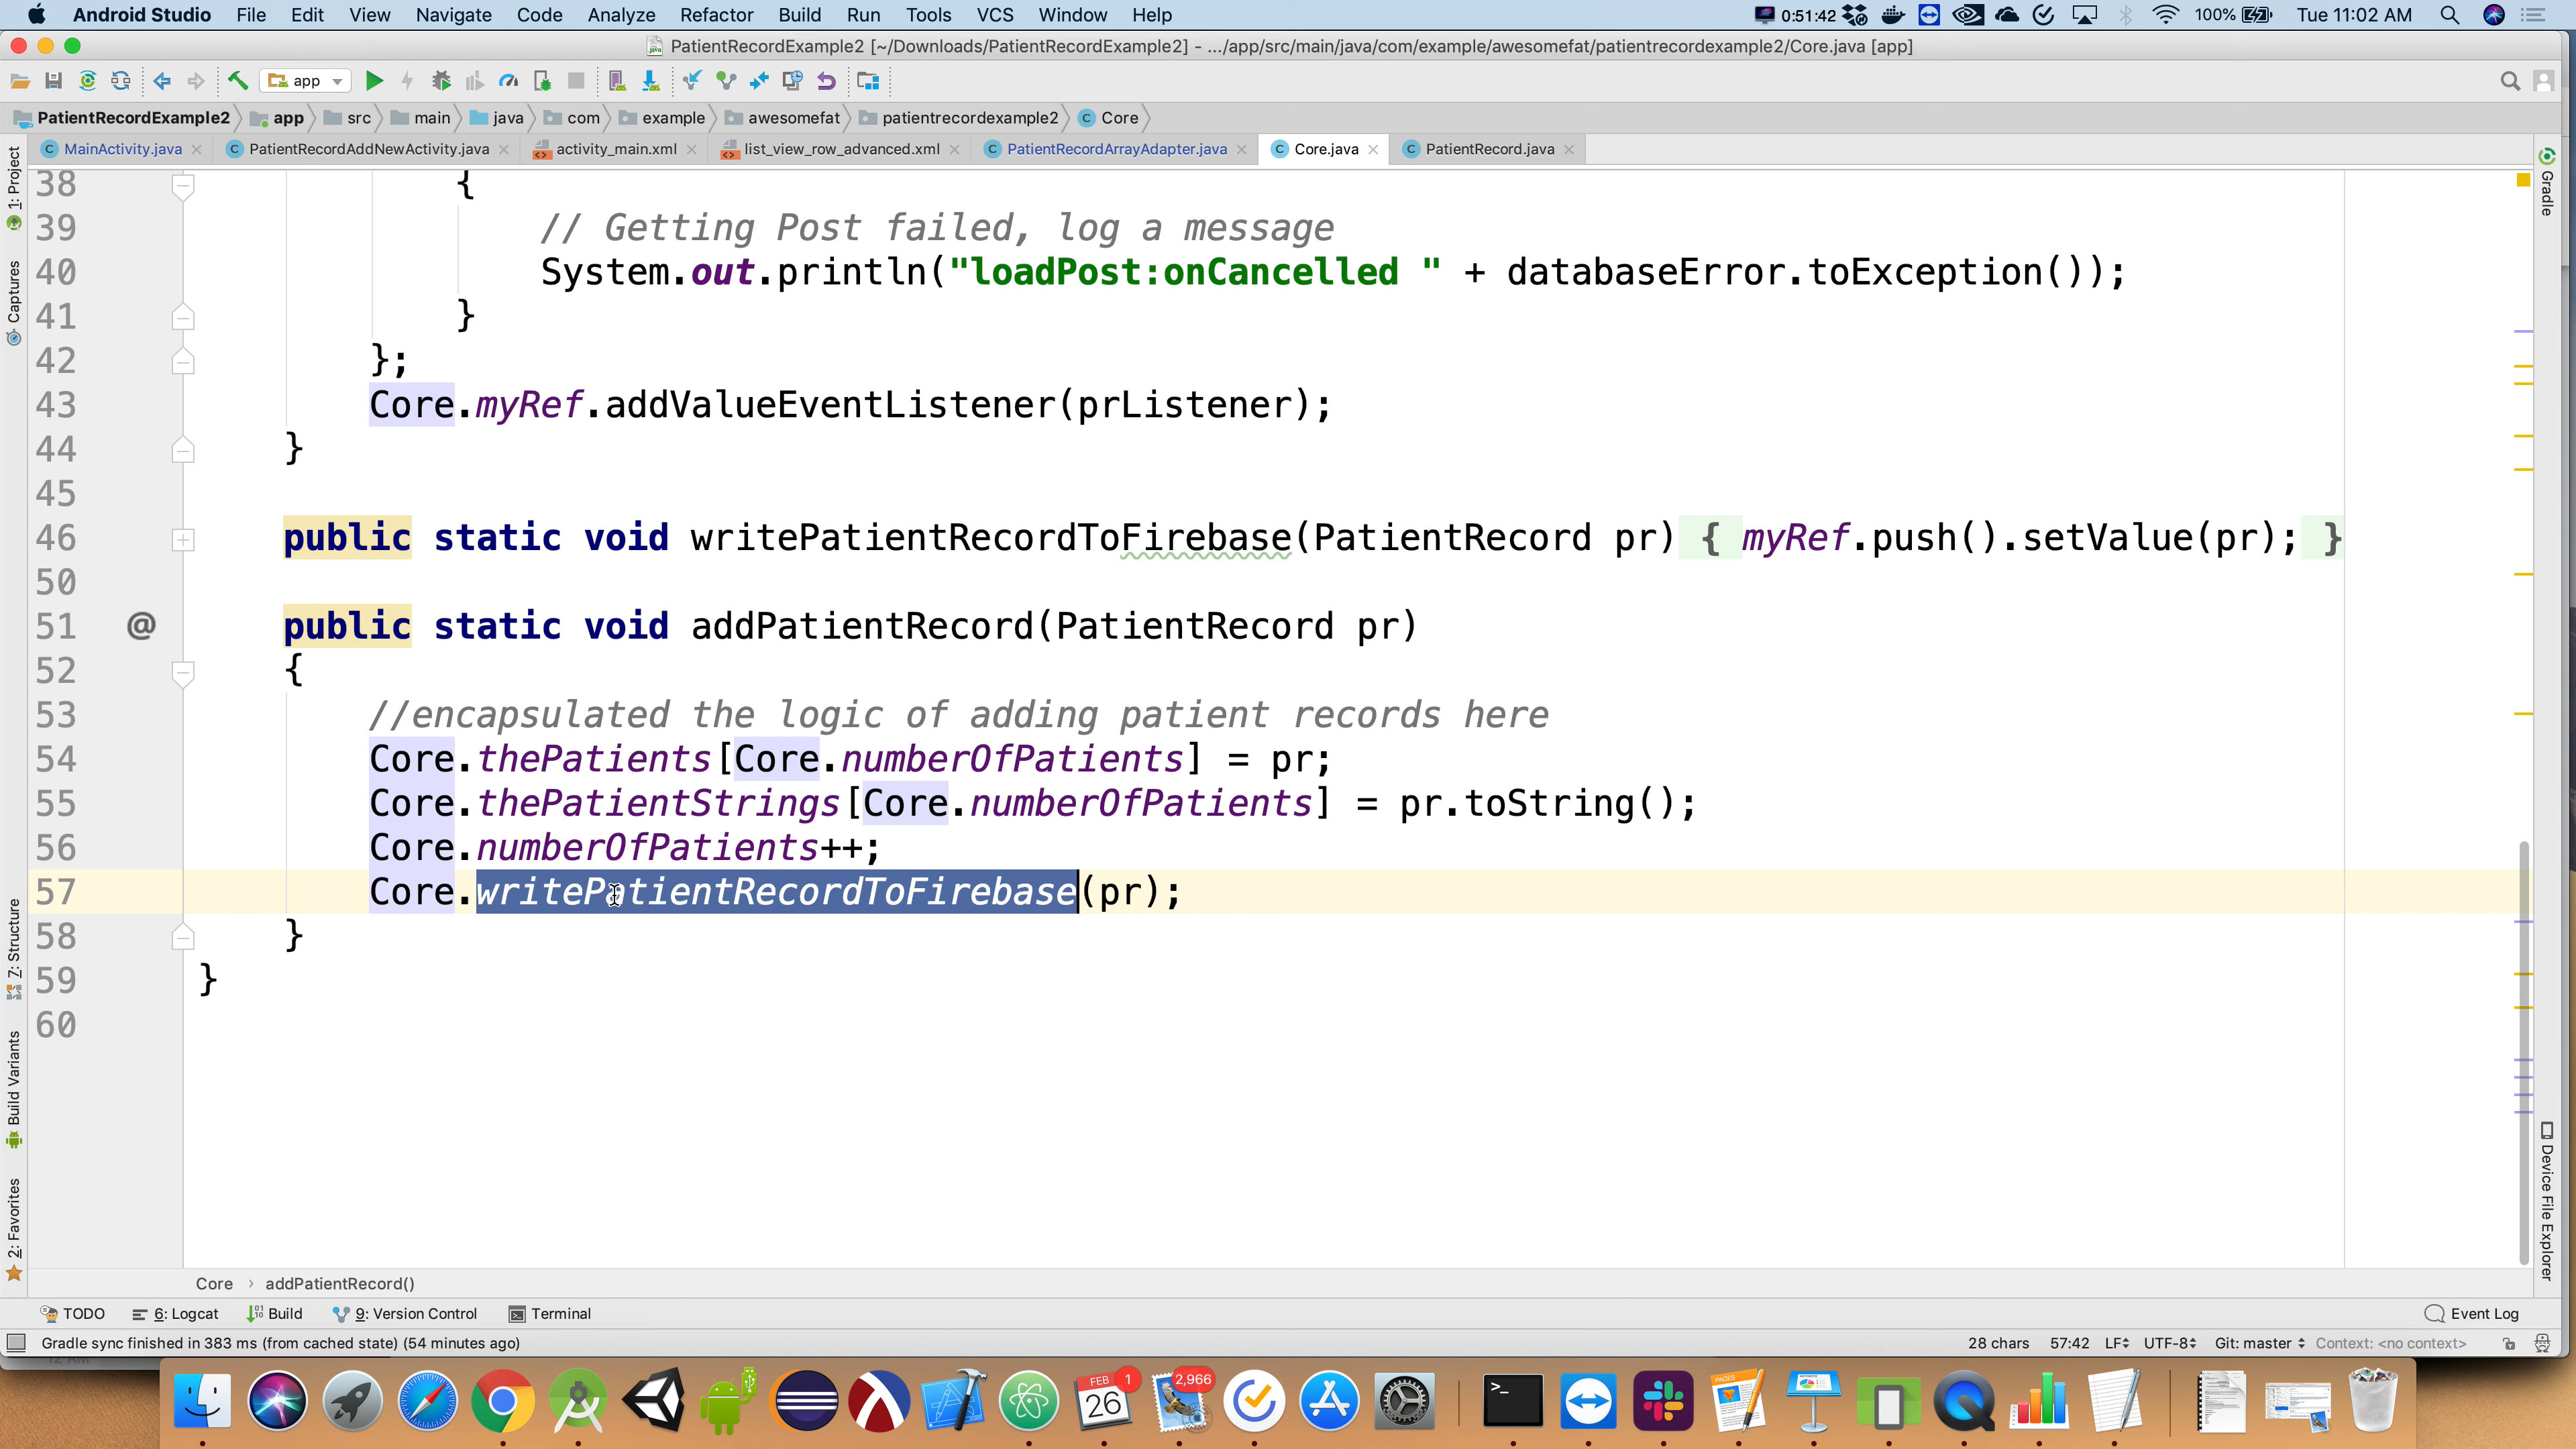 Android Studio File Edit View Navigate Code Analyze Refactor Build Run Tools VCS Window Help 0:51:42 100% Tue 11:02 AM
PatientRecordExample2 [~/Downloads/PatientRecordExample2] - .../app/src/main/java/com/example/awesomefat/patientrecordexample2/Core.java [app]
app
PatientRecordExample2 app src main java com example awesomefat patientrecordexample2 Core
MainActivity.java PatientRecordAddNewActivity.java activity_main.xml list_view_row_advanced.xml PatientRecordArrayAdapter.java Core.java PatientRecord.java
1: Project
Captures
7: Structure
Build Variants
2: Favorites
38 {
39 // Getting Post failed, log a message
40 System.out.println("loadPost:onCancelled " + databaseError.toException());
41 }
42 };
43 Core.myRef.addValueEventListener(prListener);
44 }
45
46 public static void writePatientRecordToFirebase(PatientRecord pr) { myRef.push().setValue(pr); }
50
51 @ public static void addPatientRecord(PatientRecord pr)
52 {
53 //encapsulated the logic of adding patient records here
54 Core.thePatients[Core.numberOfPatients] = pr;
55 Core.thePatientStrings[Core.numberOfPatients] = pr.toString();
56 Core.numberOfPatients++;
57 Core.writePatientRecordToFirebase(pr);
58 }
59 }
60
Gradle
Device File Explorer
Core › addPatientRecord()
TODO 6: Logcat Build 9: Version Control Terminal Event Log
Gradle sync finished in 383 ms (from cached state) (54 minutes ago) 28 chars 57:42 LF UTF-8 Git: master Context: <no context>
12 AM
FEB 26 1 2,966
PAGES